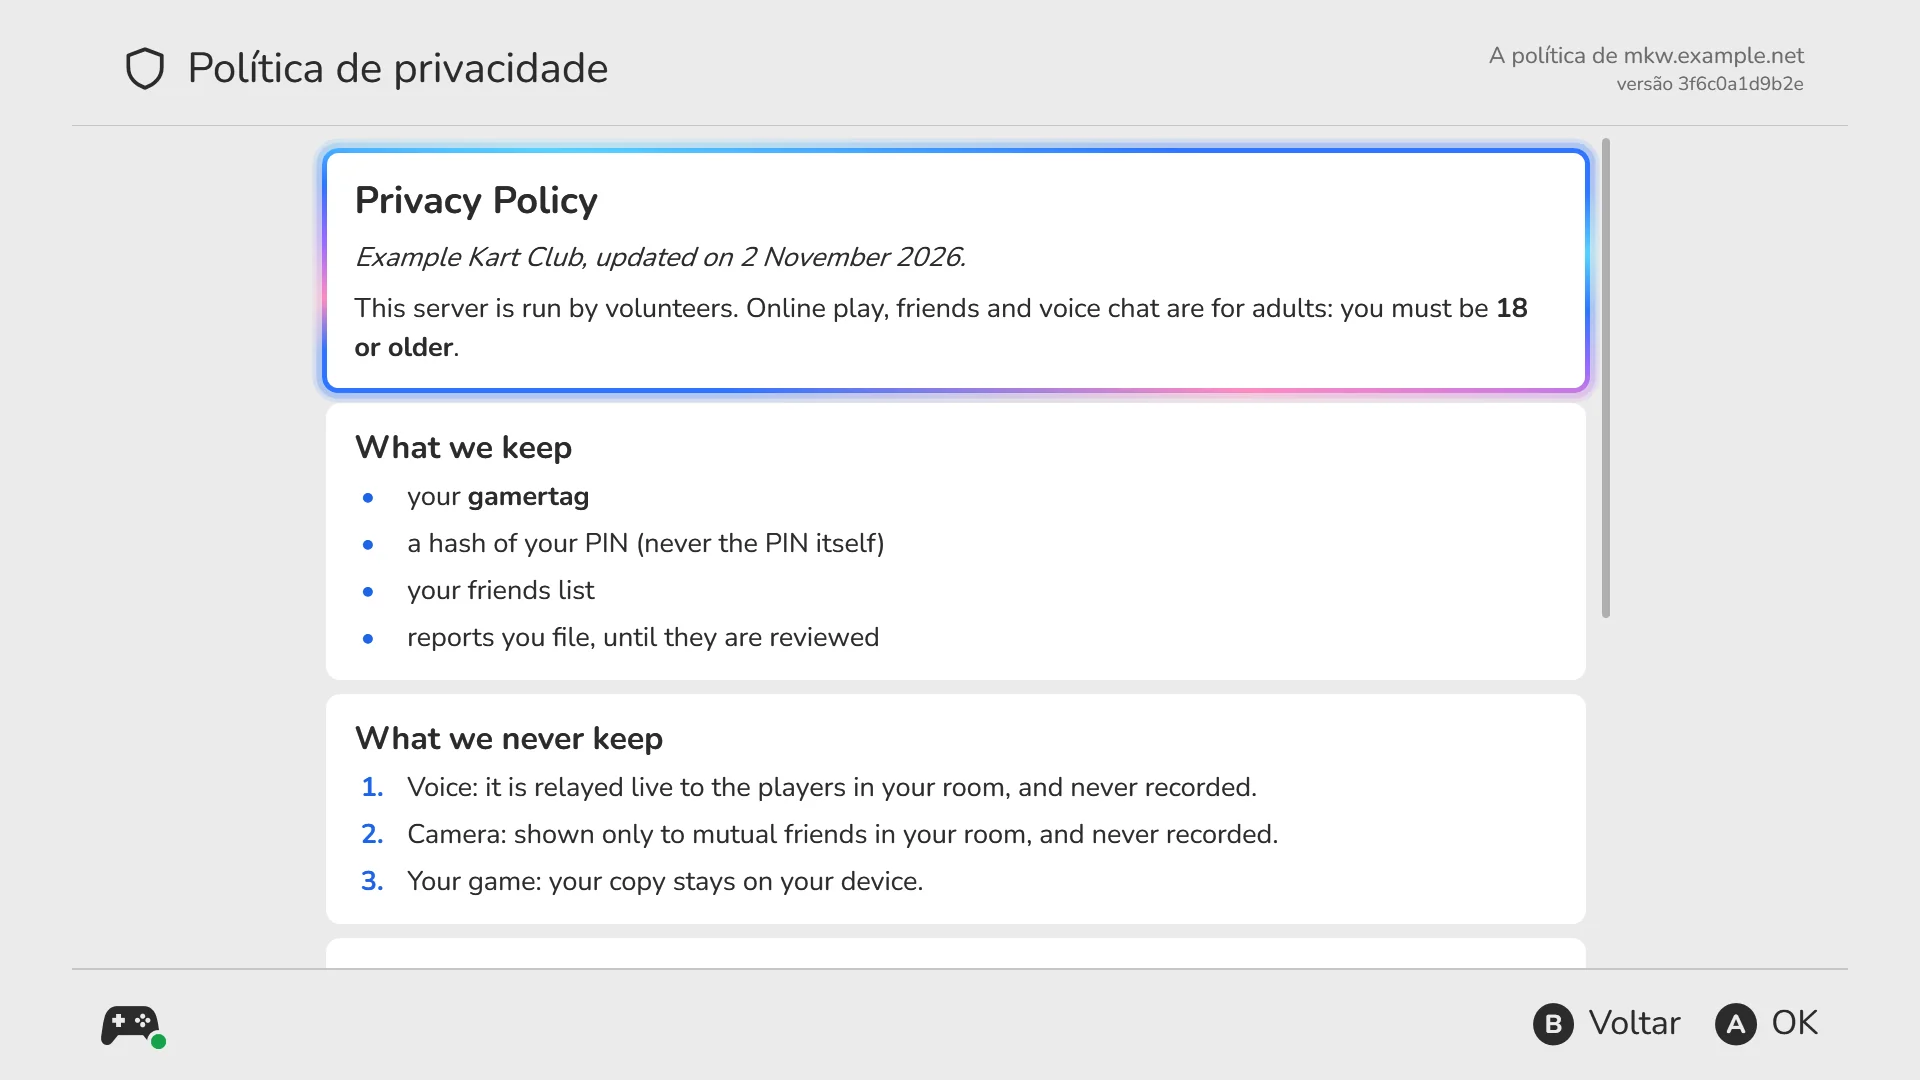 Política de privacidade
A política de mkw.example.net
versão 3f6c0a1d9b2e
Privacy Policy
Example Kart Club, updated on 2 November 2026.
This server is run by volunteers. Online play, friends and voice chat are for adults: you must be 18
or older.
What we keep
• your gamertag
• a hash of your PIN (never the PIN itself)
• your friends list
• reports you file, until they are reviewed
What we never keep
1. Voice: it is relayed live to the players in your room, and never recorded.
2. Camera: shown only to mutual friends in your room, and never recorded.
3. Your game: your copy stays on your device.
B Voltar A OK